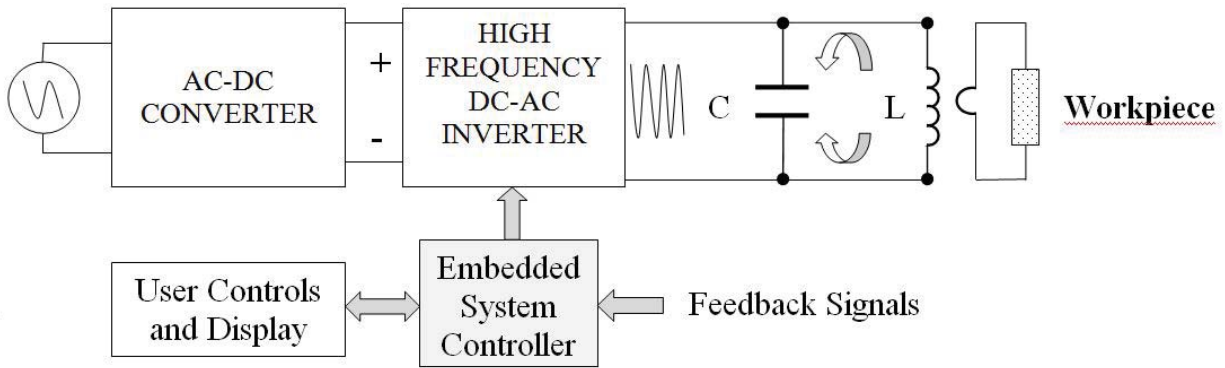 AC-DC
CONVERTER
+
-
HIGH
FREQUENCY
DC-AC
INVERTER
C
L
Workpiece
User Controls
and Display
Embedded
System
Controller
Feedback Signals